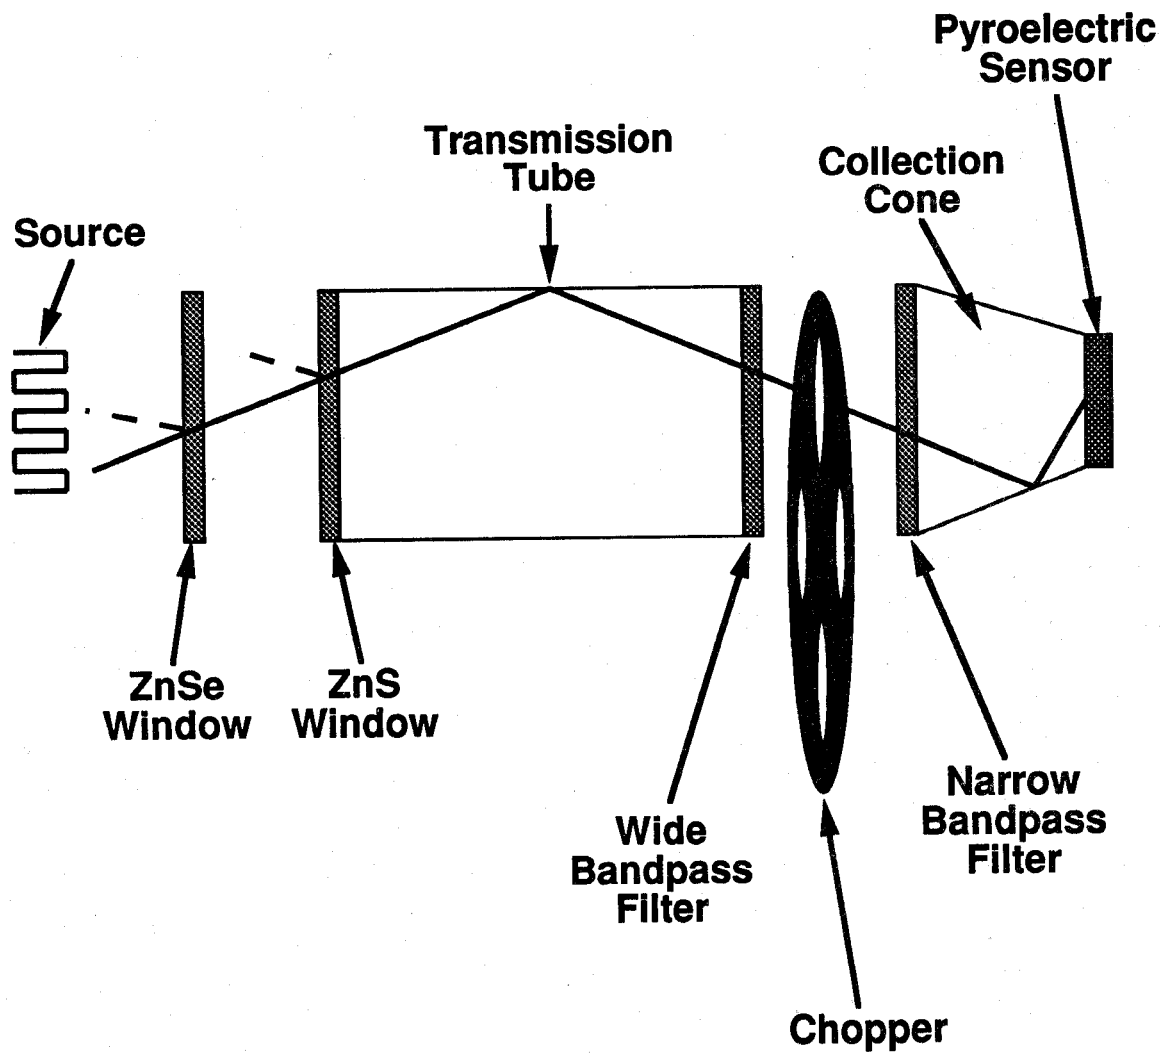 Pyroelectric
Sensor
Transmission
Tube
Collection
Cone
Source
ZnSe
Window
ZnS
Window
Wide
Bandpass
Filter
Narrow
Bandpass
Filter
Chopper